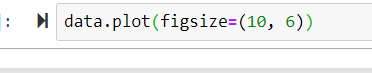 ]: data.plot(figsize=(10, 6))